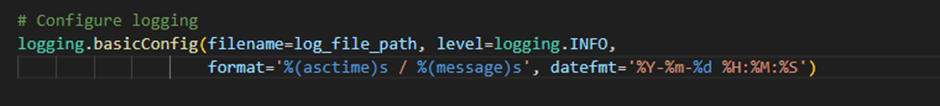 # Configure logging
logging.basicConfig(filename=log_file_path, level=logging.INFO,
format='%(asctime)s / %(message)s', datefmt='%Y-%m-%d %H:%M:%S')